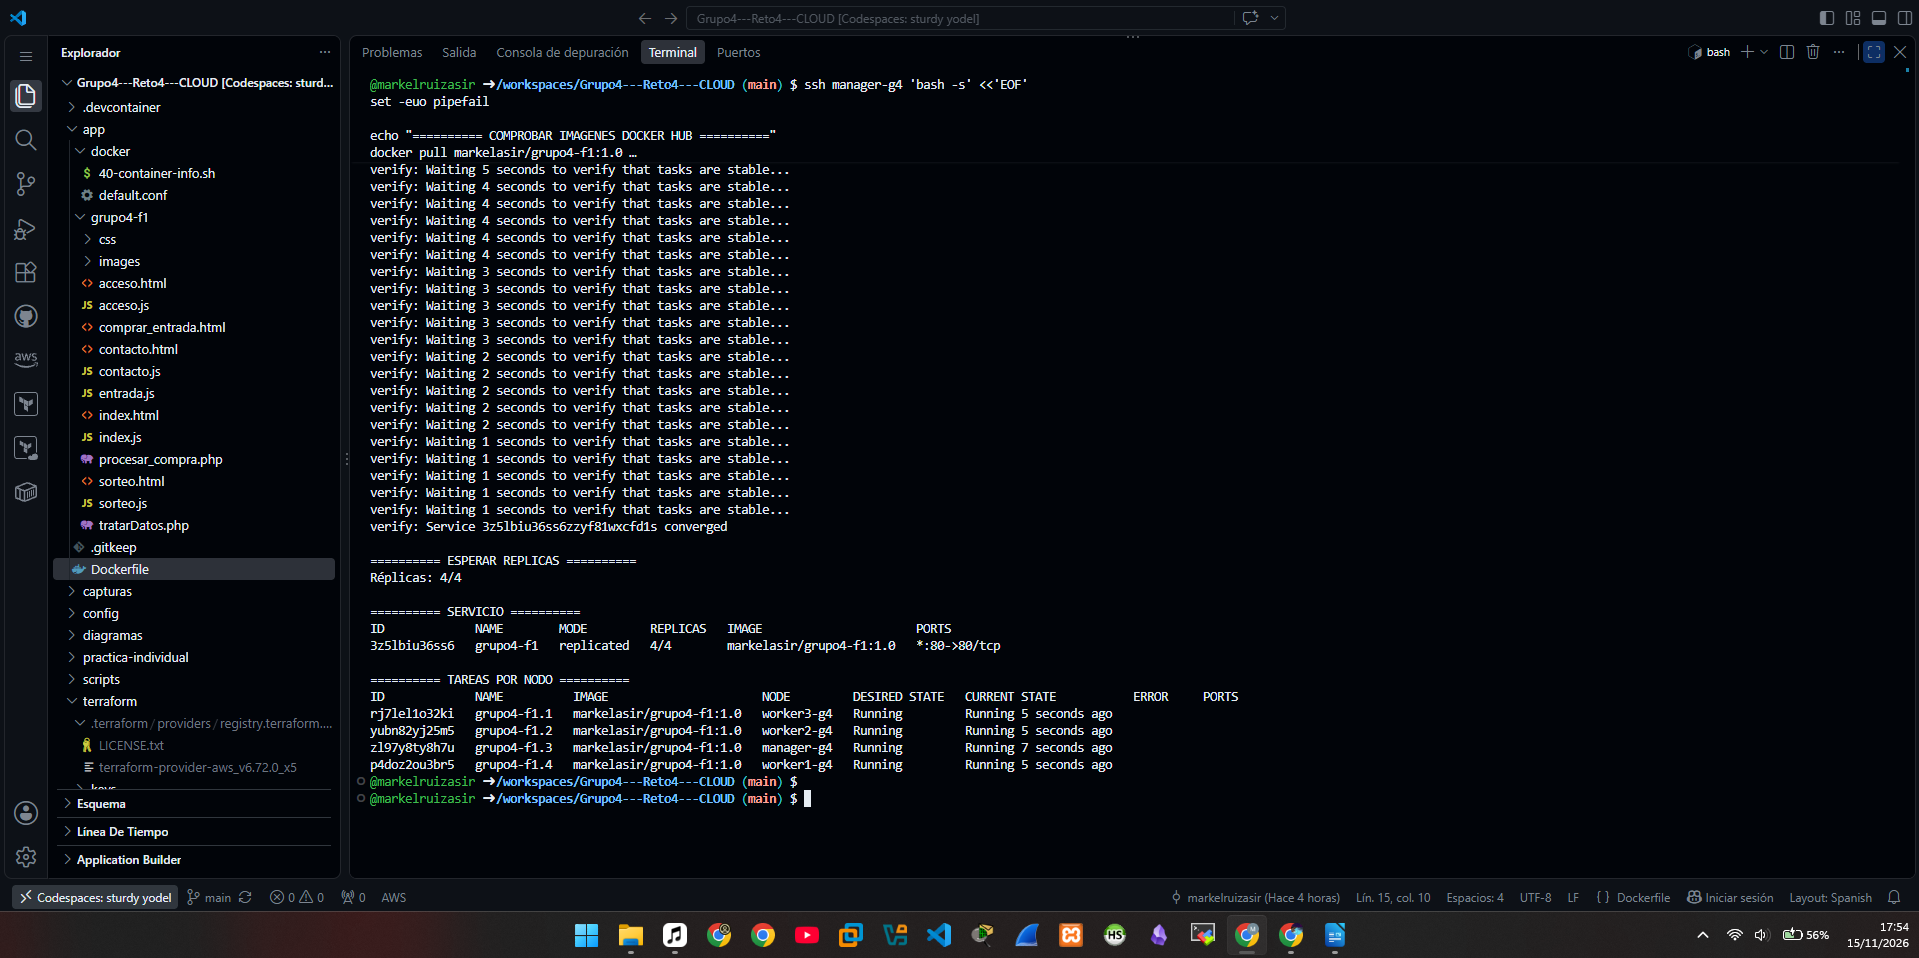 Grupo4---Reto4---CLOUD [Codespaces: sturdy yodel]
Explorador
Grupo4---Reto4---CLOUD [Codespaces: sturd...
.devcontainer
app
docker
40-container-info.sh
default.conf
grupo4-f1
css
images
acceso.html
acceso.js
comprar_entrada.html
contacto.html
contacto.js
entrada.js
index.html
index.js
procesar_compra.php
sorteo.html
sorteo.js
tratarDatos.php
.gitkeep
Dockerfile
capturas
config
diagramas
practica-individual
scripts
terraform
.terraform / providers / registry.terraform....
LICENSE.txt
terraform-provider-aws_v6.72.0_x5
keys
Esquema
Línea De Tiempo
Application Builder
aws
Problemas Salida Consola de depuración Terminal Puertos
bash
@markelruizasir ➜/workspaces/Grupo4---Reto4---CLOUD (main) $ ssh manager-g4 'bash -s' <<'EOF'
set -euo pipefail
echo "========== COMPROBAR IMAGENES DOCKER HUB =========="
docker pull markelasir/grupo4-f1:1.0 …
verify: Waiting 5 seconds to verify that tasks are stable...
verify: Waiting 4 seconds to verify that tasks are stable...
verify: Waiting 4 seconds to verify that tasks are stable...
verify: Waiting 4 seconds to verify that tasks are stable...
verify: Waiting 4 seconds to verify that tasks are stable...
verify: Waiting 4 seconds to verify that tasks are stable...
verify: Waiting 3 seconds to verify that tasks are stable...
verify: Waiting 3 seconds to verify that tasks are stable...
verify: Waiting 3 seconds to verify that tasks are stable...
verify: Waiting 3 seconds to verify that tasks are stable...
verify: Waiting 3 seconds to verify that tasks are stable...
verify: Waiting 2 seconds to verify that tasks are stable...
verify: Waiting 2 seconds to verify that tasks are stable...
verify: Waiting 2 seconds to verify that tasks are stable...
verify: Waiting 2 seconds to verify that tasks are stable...
verify: Waiting 2 seconds to verify that tasks are stable...
verify: Waiting 1 seconds to verify that tasks are stable...
verify: Waiting 1 seconds to verify that tasks are stable...
verify: Waiting 1 seconds to verify that tasks are stable...
verify: Waiting 1 seconds to verify that tasks are stable...
verify: Waiting 1 seconds to verify that tasks are stable...
verify: Service 3z5lbiu36ss6zzyf81wxcfd1s converged
========== ESPERAR REPLICAS ==========
Réplicas: 4/4
========== SERVICIO ==========
ID NAME MODE REPLICAS IMAGE PORTS
3z5lbiu36ss6 grupo4-f1 replicated 4/4 markelasir/grupo4-f1:1.0 *:80->80/tcp
========== TAREAS POR NODO ==========
ID NAME IMAGE NODE DESIRED STATE CURRENT STATE ERROR PORTS
rj7lel1o32ki grupo4-f1.1 markelasir/grupo4-f1:1.0 worker3-g4 Running Running 5 seconds ago
yubn82yj25m5 grupo4-f1.2 markelasir/grupo4-f1:1.0 worker2-g4 Running Running 5 seconds ago
zl97y8ty8h7u grupo4-f1.3 markelasir/grupo4-f1:1.0 manager-g4 Running Running 7 seconds ago
p4doz2ou3br5 grupo4-f1.4 markelasir/grupo4-f1:1.0 worker1-g4 Running Running 5 seconds ago
@markelruizasir ➜/workspaces/Grupo4---Reto4---CLOUD (main) $
@markelruizasir ➜/workspaces/Grupo4---Reto4---CLOUD (main) $
Codespaces: sturdy yodel main 0 0 0 AWS markelruizasir (Hace 4 horas) Lín. 15, col. 10 Espacios: 4 UTF-8 LF { } Dockerfile Iniciar sesión Layout: Spanish
HS
56%
17:54
15/11/2026